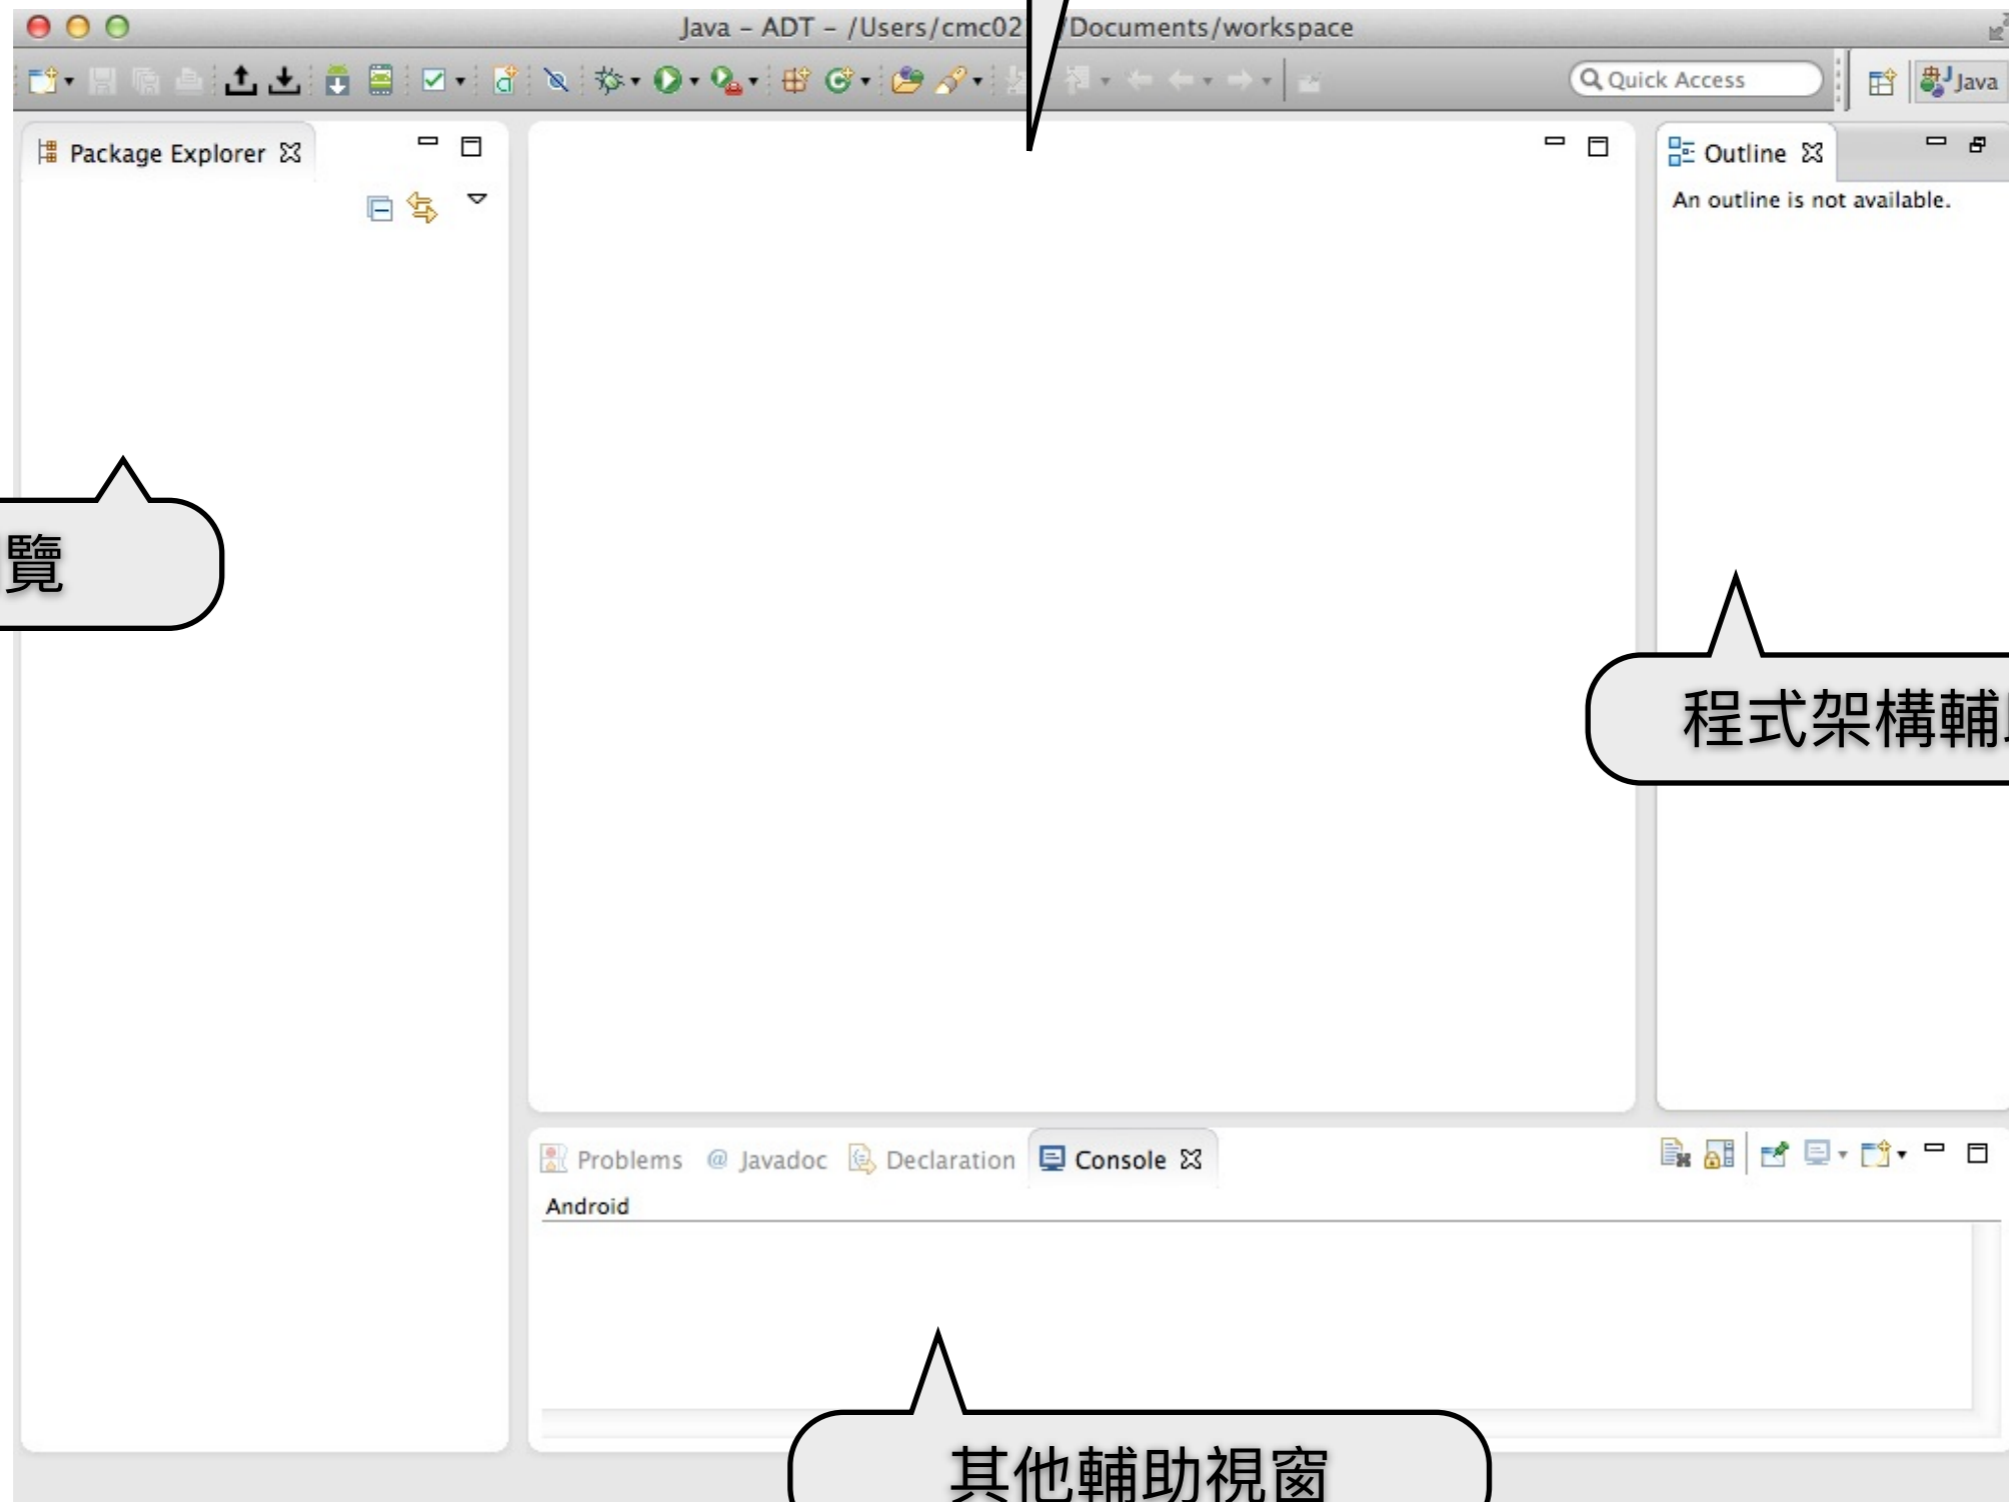 Java – ADT – /Users/cmc02 /Documents/workspace
Quick Access
Java
Package Explorer
Outline
An outline is not available.
覽
程式架構輔
Problems @ Javadoc Declaration Console
Android
其他輔助視窗